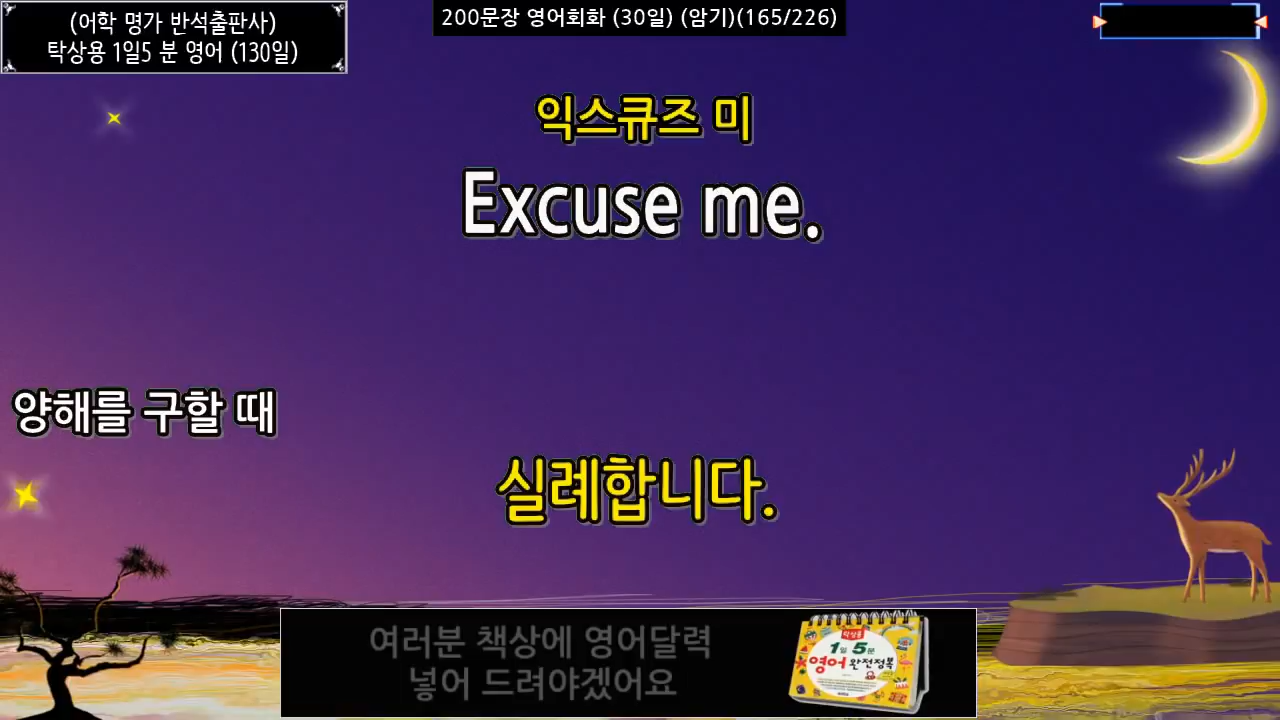 (어학 명가 반석출판사)
탁상용 1일5 분 영어 (130일)
200문장 영어회화 (30일) (암기)(165/226)
익스큐즈 미
Excuse me.
양해를 구할 때
실례합니다.
여러분 책상에 영어달력
넣어 드려야겠어요
탁상용
1일 5분
영어 완전정복